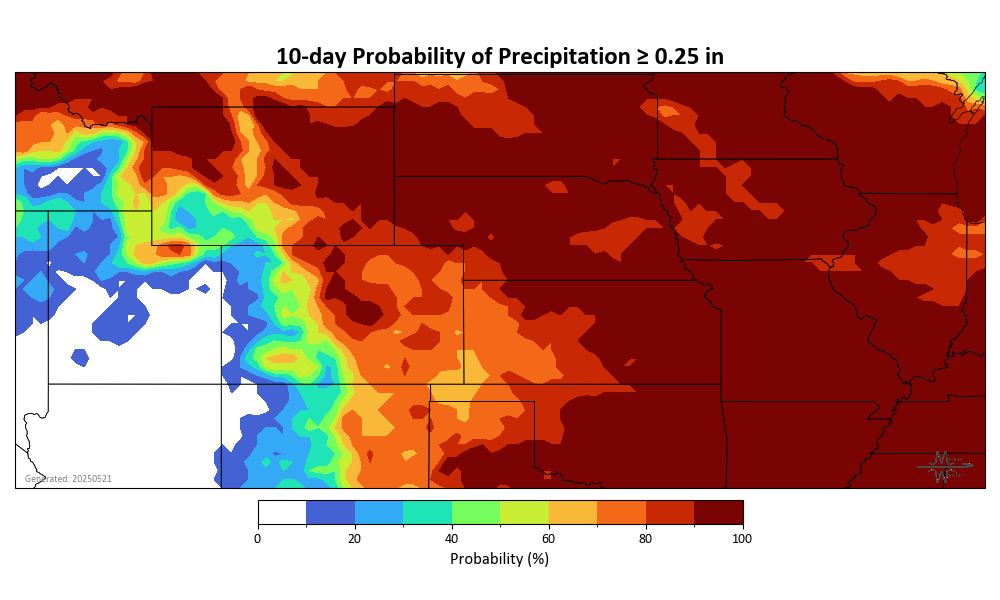 10-day Probability of Precipitation ≥ 0.25 in
Generated: 20250521
0 20 40 60 80 100
Probability (%)